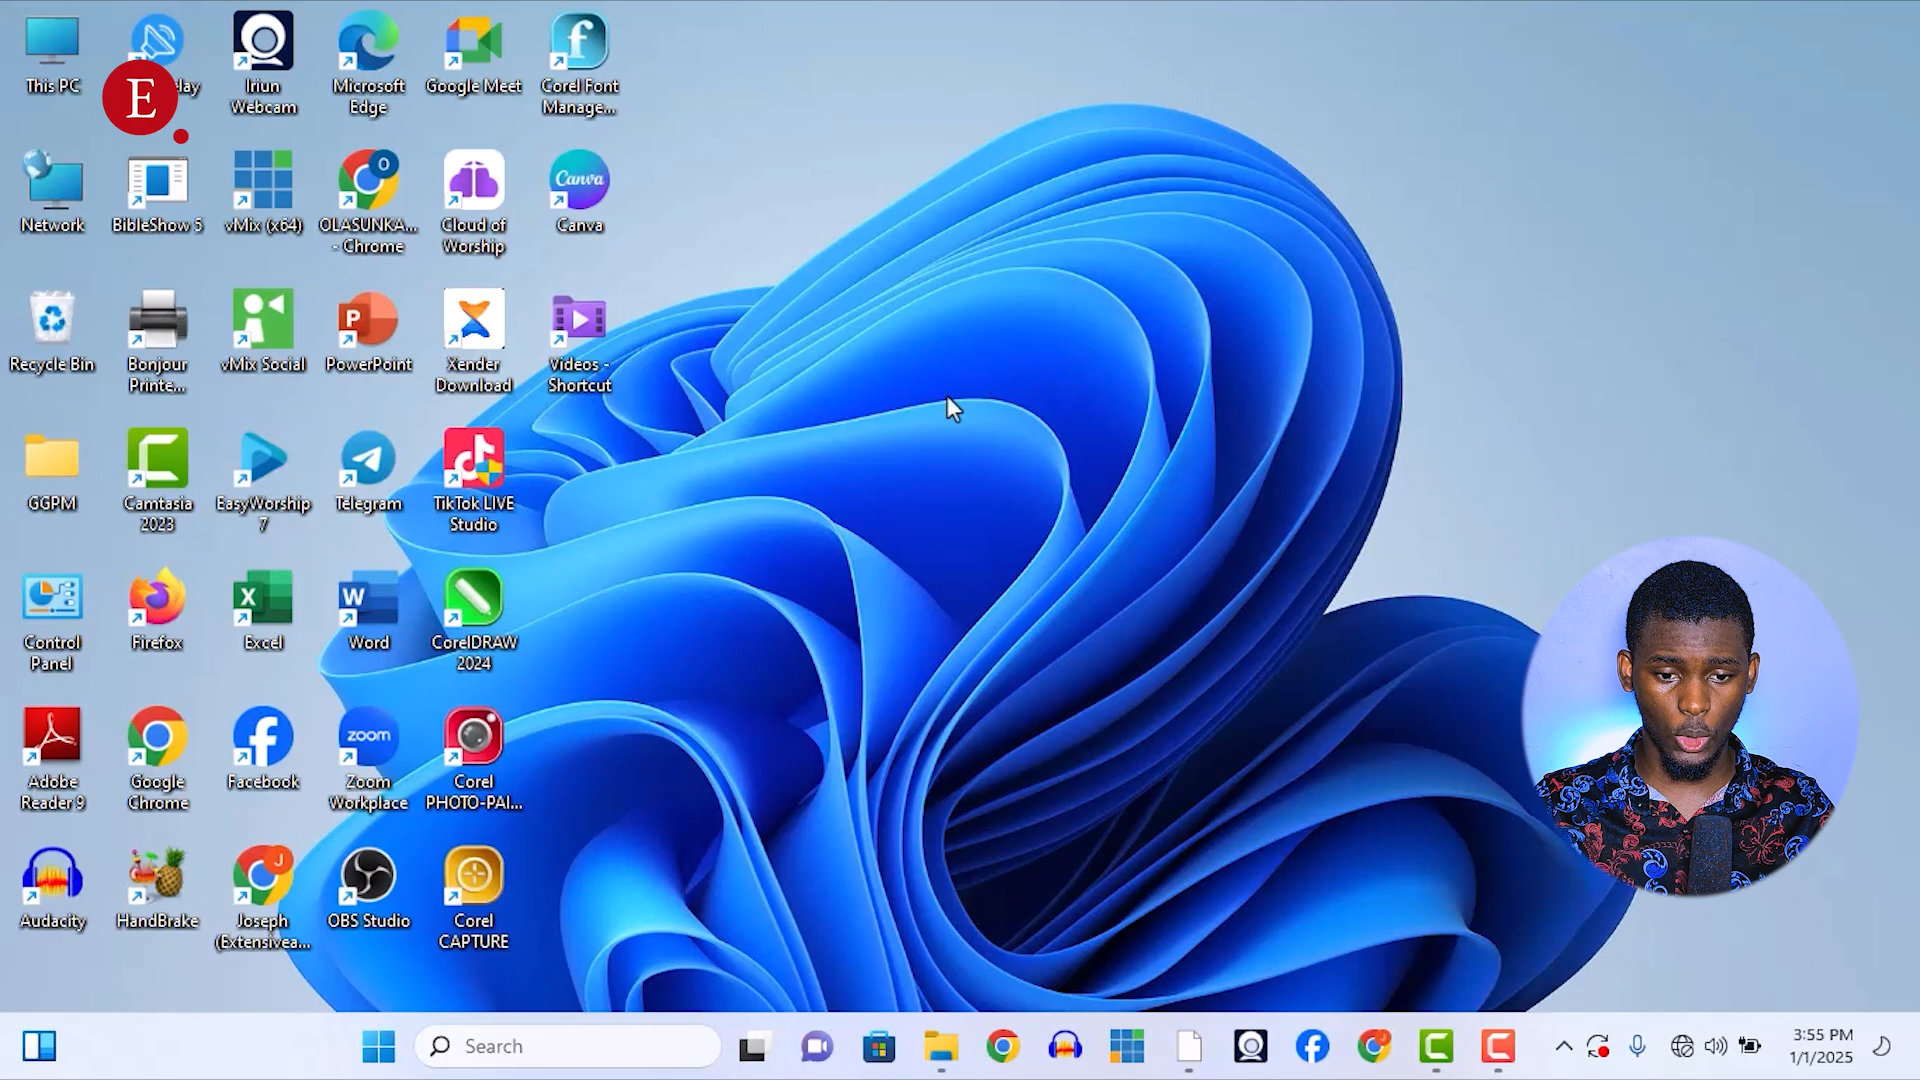 This PC
E
elay
Iriun
Webcam
Microsoft
Edge
Google Meet
f
Corel Font
Manage...
Network
BibleShow 5
vMix (x64)
O
OLASUNKA...
- Chrome
Cloud of
Worship
Canva
Canva
Recycle Bin
Bonjour
Printe...
vMix Social
P
PowerPoint
Xender
Download
Videos -
Shortcut
GGPM
Camtasia
2023
EasyWorship
7
Telegram
TikTok LIVE
Studio
Control
Panel
Firefox
X
Excel
W
Word
CorelDRAW
2024
Adobe
Reader 9
Google
Chrome
Facebook
zoom
Zoom
Workplace
Corel
PHOTO-PAI...
Audacity
HandBrake
J
Joseph
(Extensivea...
OBS Studio
Corel
CAPTURE
Search
3:55 PM
1/1/2025